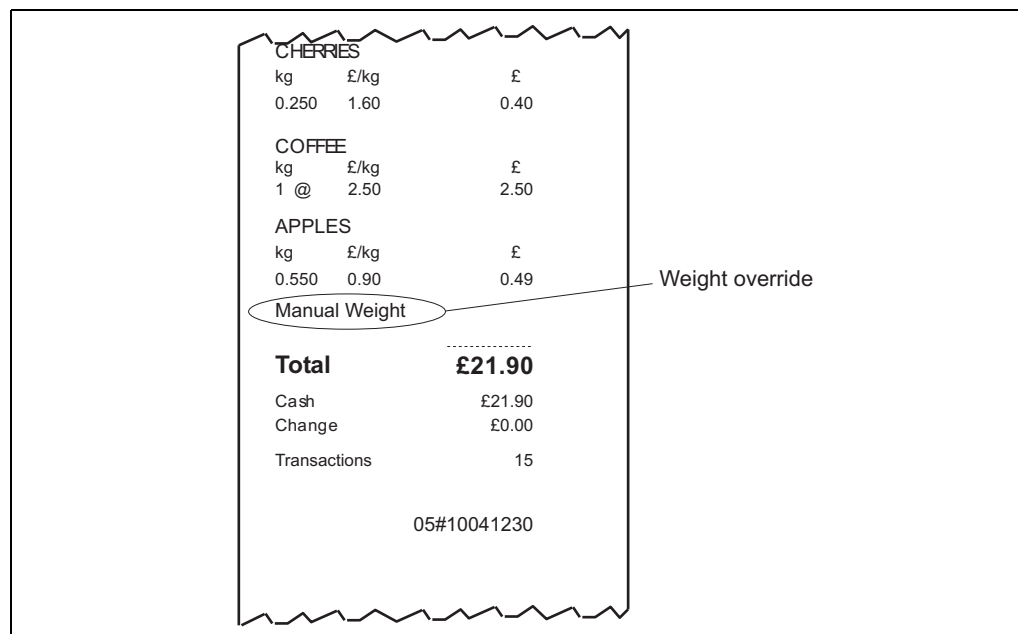 CHERRIES
kg £/kg £
0.250 1.60 0.40
COFFEE
kg £/kg £
1 @ 2.50 2.50
APPLES
kg £/kg £
0.550 0.90 0.49
Weight override
Manual Weight
Total £21.90
Cash £21.90
Change £0.00
Transactions 15
05#10041230